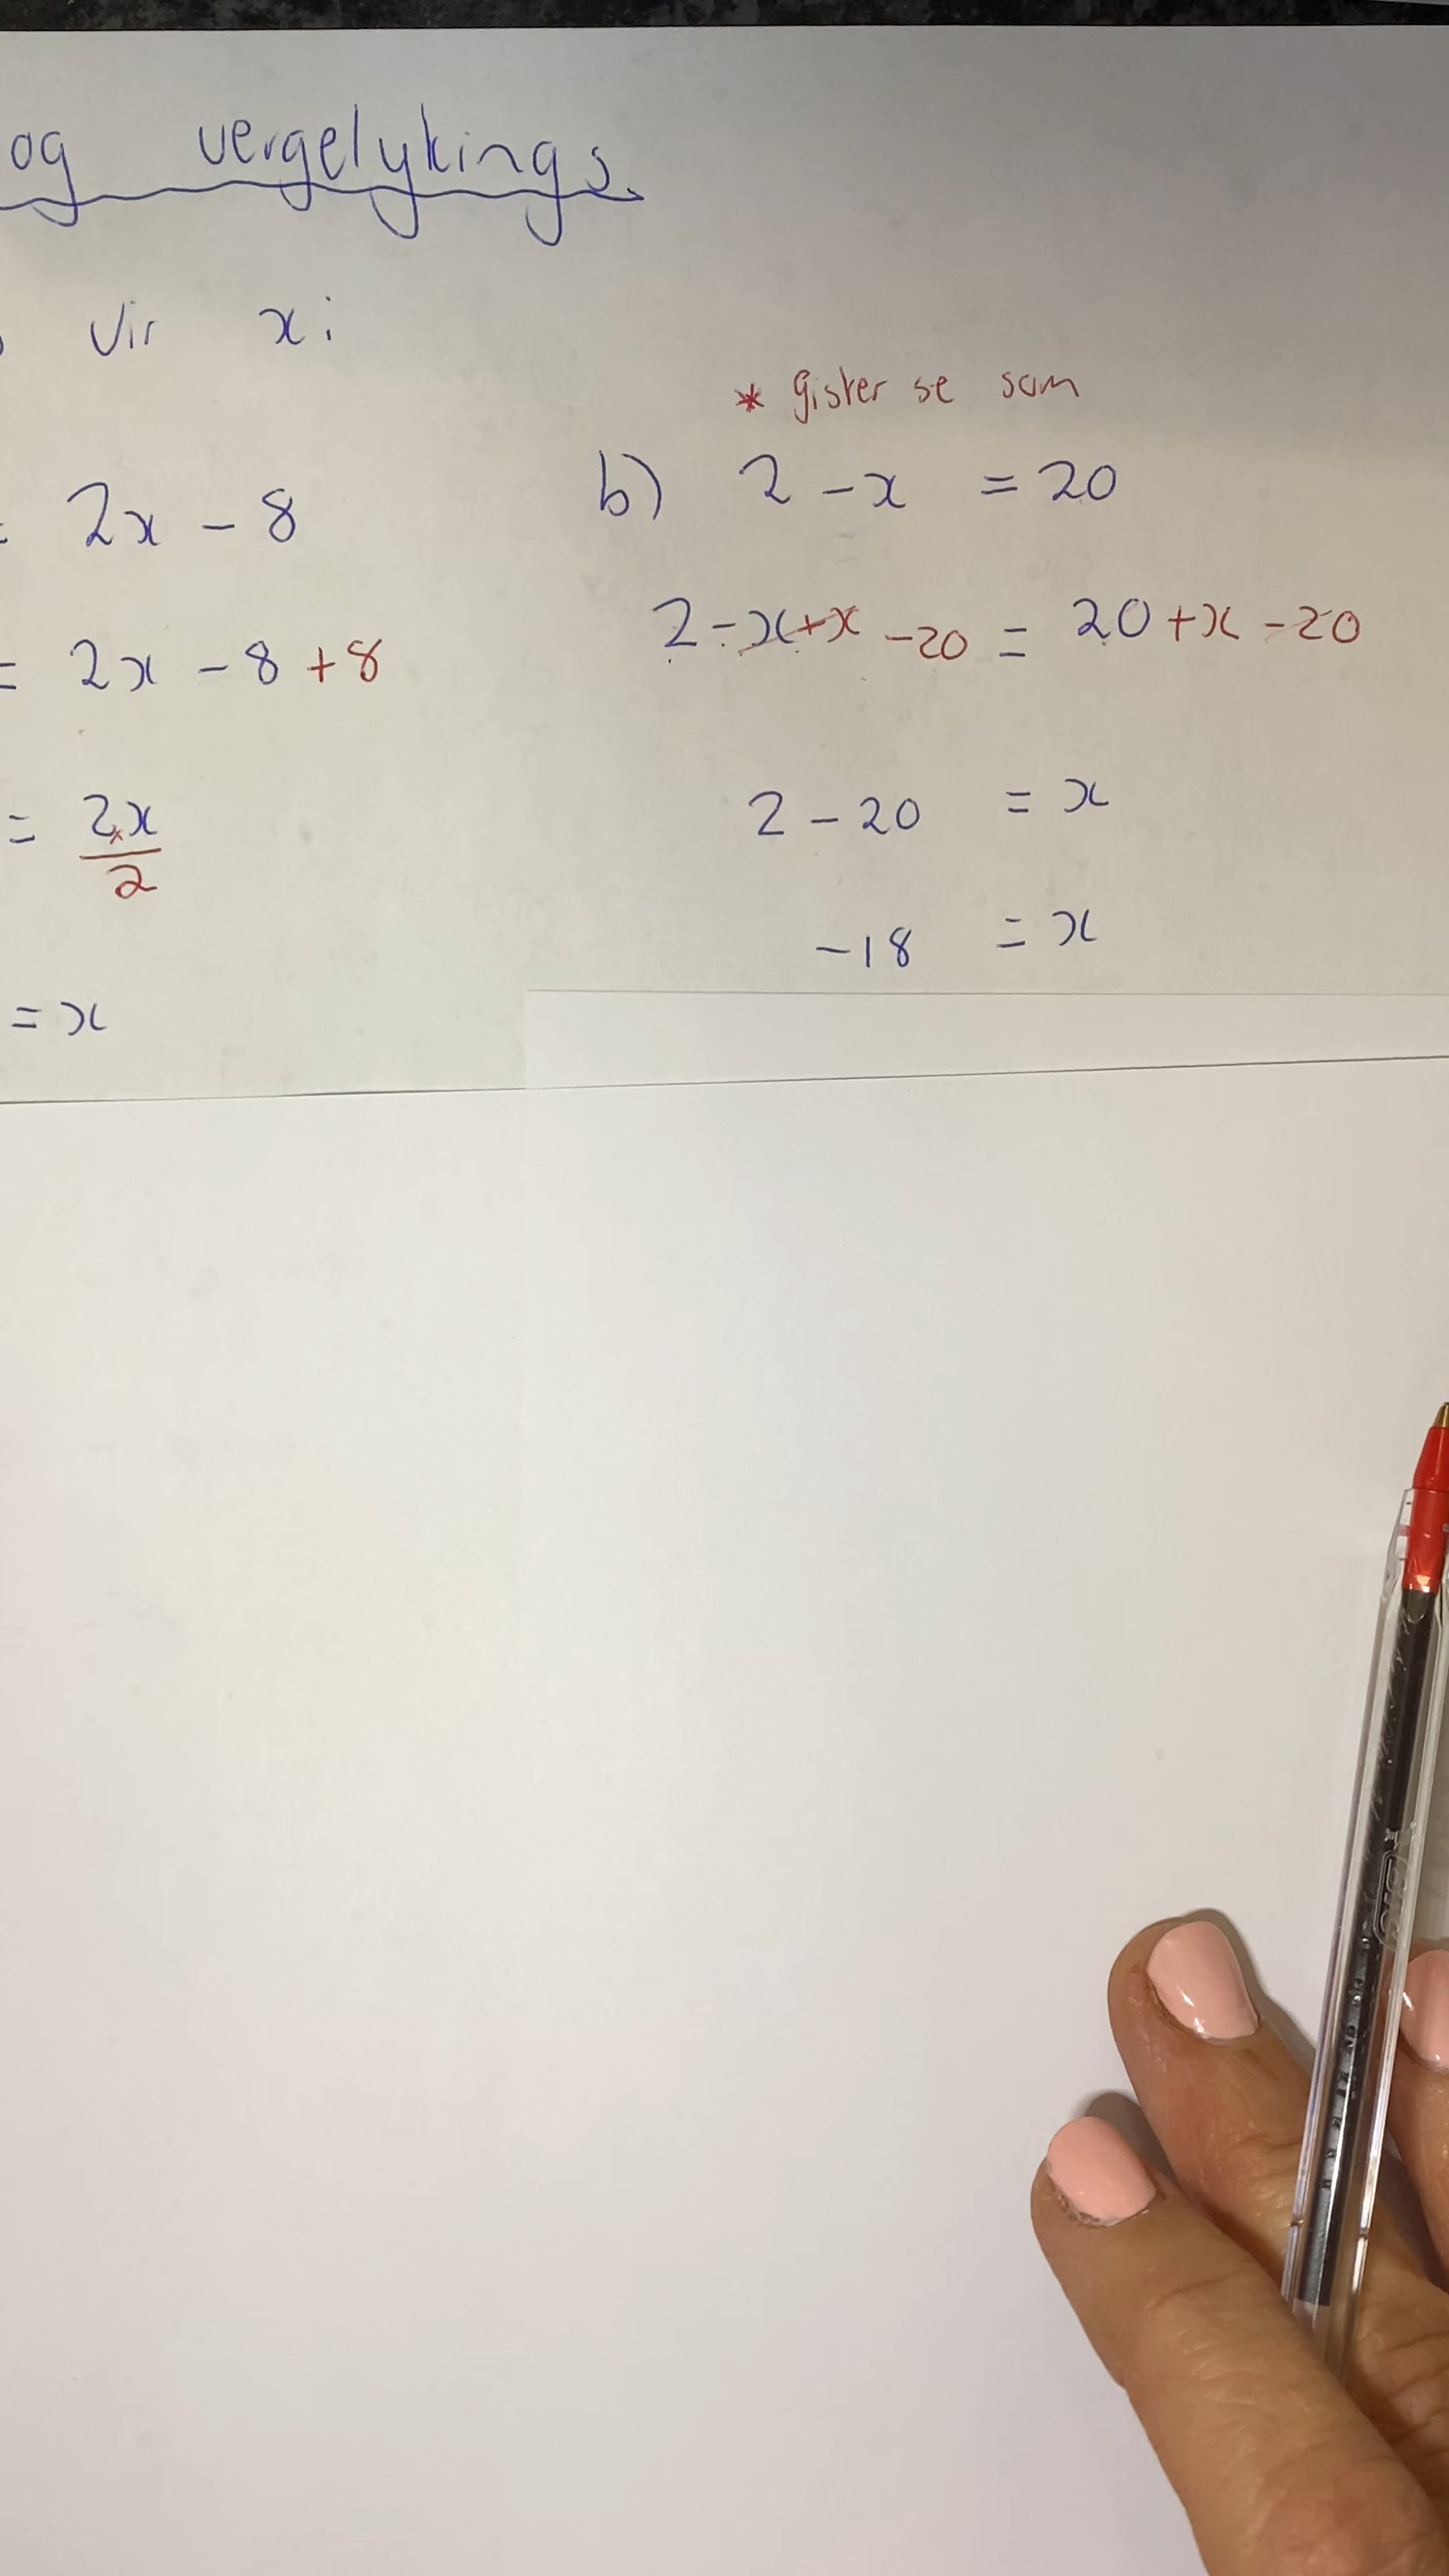 og vergelykings.
vir x:
= 2x - 8
= 2x - 8 + 8
= 2x/2
= x
* Gister se som
b) 2 - x = 20
2 - x + x - 20 = 20 + x - 20
2 - 20 = x
-18 = x